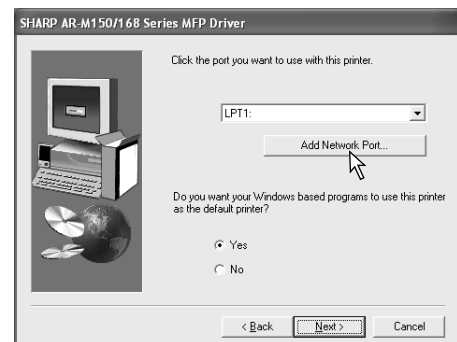 SHARP AR-M150/168 Series MFP Driver
Click the port you want to use with this printer.
LPT1:
Add Network Port...
Do you want your Windows based programs to use this printer
as the default printer?
Yes
No
< Back Next > Cancel